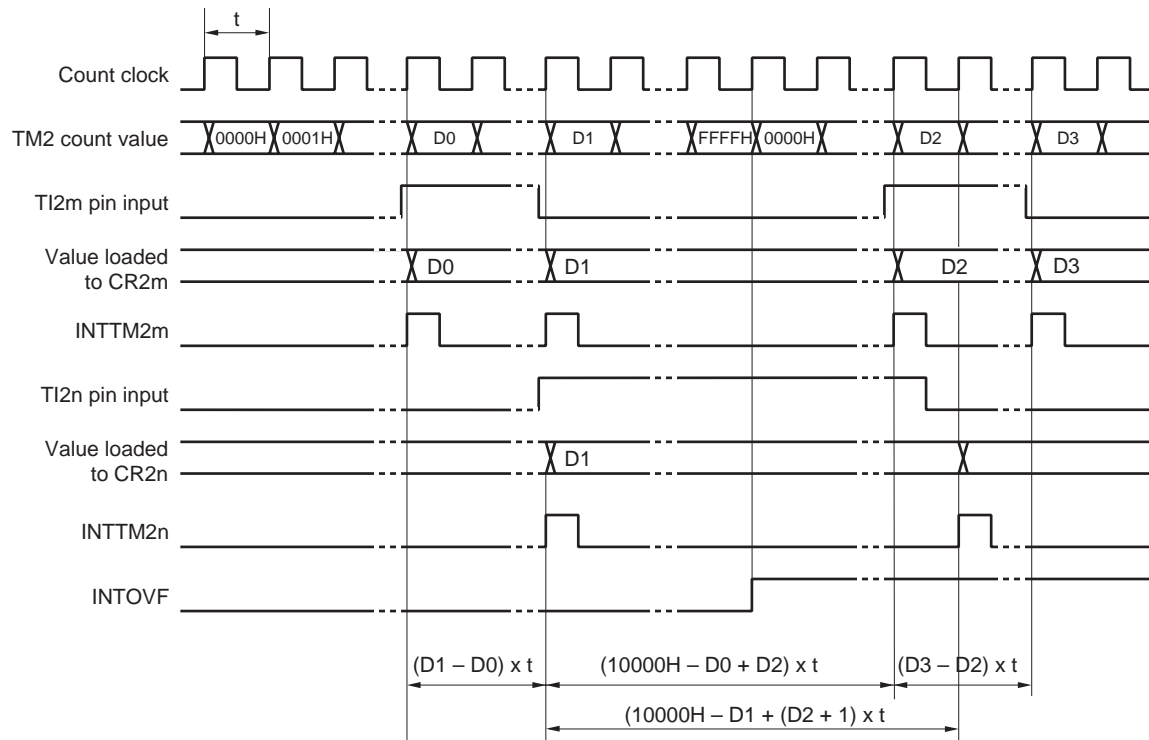 t
Count clock
TM2 count value
0000H 0001H D0 D1 FFFFH 0000H D2 D3
TI2m pin input
Value loaded
to CR2m
D0 D1 D2 D3
INTTM2m
TI2n pin input
Value loaded
to CR2n
D1
INTTM2n
INTOVF
(D1 – D0) x t (10000H – D0 + D2) x t (D3 – D2) x t
(10000H – D1 + (D2 + 1) x t